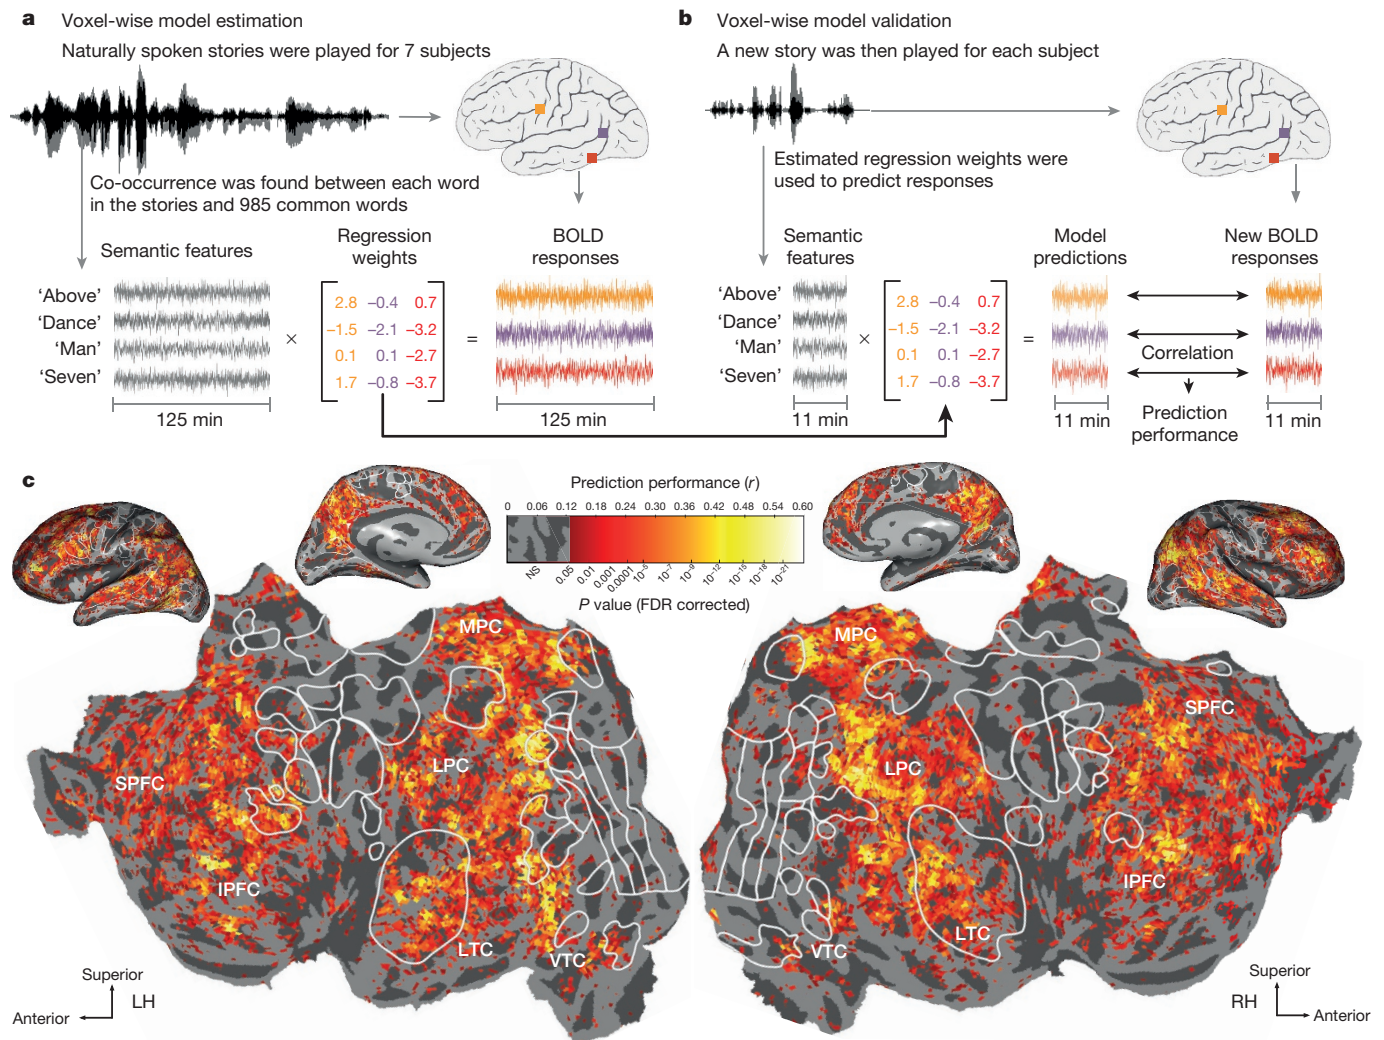 a Voxel-wise model estimation
Naturally spoken stories were played for 7 subjects
Co-occurrence was found between each word
in the stories and 985 common words
Semantic features
Regression
weights
BOLD
responses
'Above'
'Dance'
'Man'
'Seven'
×
2.8 −0.4 0.7
−1.5 −2.1 −3.2
0.1 0.1 −2.7
1.7 −0.8 −3.7
=
125 min
125 min
b Voxel-wise model validation
A new story was then played for each subject
Estimated regression weights were
used to predict responses
Semantic
features
Model
predictions
New BOLD
responses
'Above'
'Dance'
'Man'
'Seven'
×
2.8 −0.4 0.7
−1.5 −2.1 −3.2
0.1 0.1 −2.7
1.7 −0.8 −3.7
=
Correlation
Prediction
performance
11 min
11 min
11 min
c
Prediction performance (r)
0 0.06 0.12 0.18 0.24 0.30 0.36 0.42 0.48 0.54 0.60
NS 0.05 0.01 0.001 0.0001 10⁻⁵ 10⁻⁷ 10⁻⁹ 10⁻¹² 10⁻¹⁵ 10⁻¹⁸ 10⁻²¹
P value (FDR corrected)
MPC
SPFC
LPC
IPFC
LTC
VTC
Superior
LH
Anterior
MPC
SPFC
LPC
IPFC
LTC
VTC
Superior
RH
Anterior